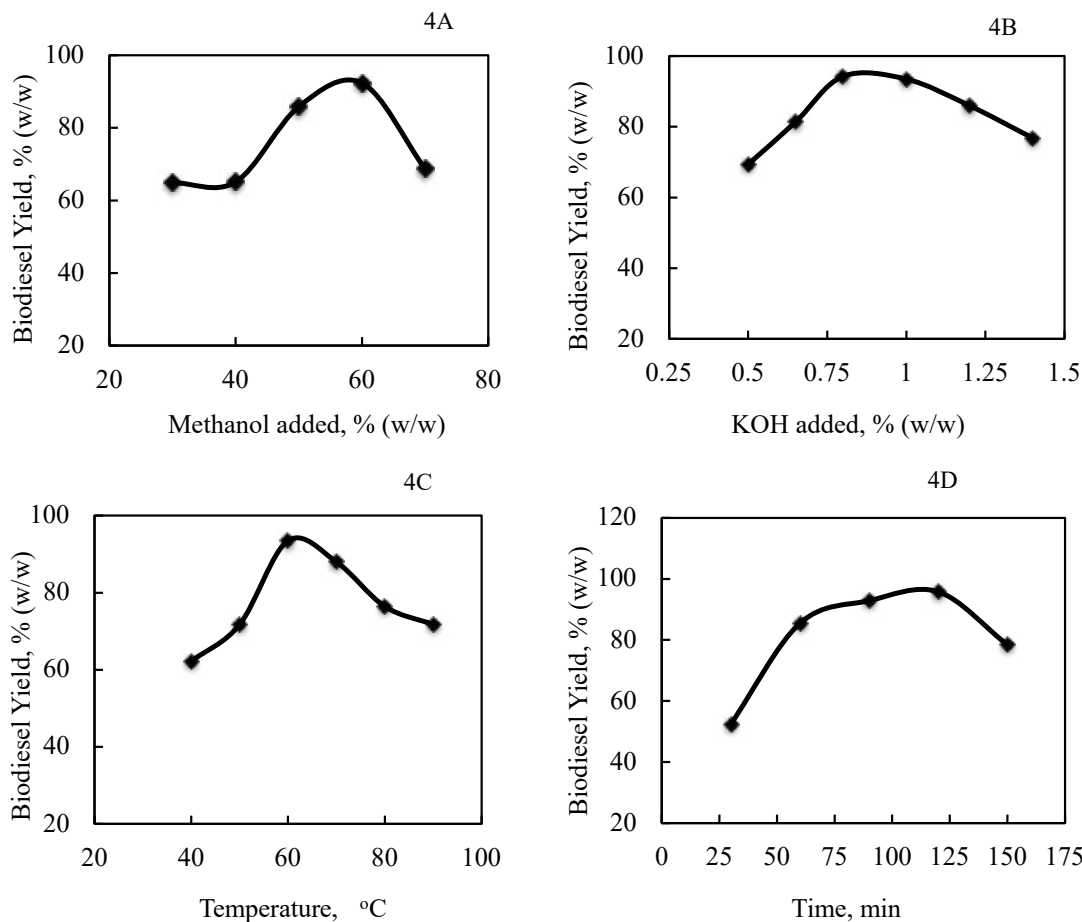 4A
Biodiesel Yield, % (w/w)
100
80
60
40
20
20 40 60 80
Methanol added, % (w/w)
4B
Biodiesel Yield, % (w/w)
100
80
60
40
20
0.25 0.5 0.75 1 1.25 1.5
KOH added, % (w/w)
4C
Biodiesel Yield, % (w/w)
100
80
60
40
20
20 40 60 80 100
Temperature, °C
4D
Biodiesel Yield, % (w/w)
120
100
80
60
40
20
0 25 50 75 100 125 150 175
Time, min